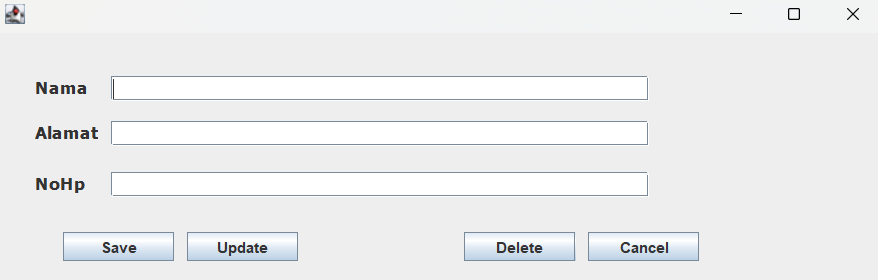 Nama
Alamat
NoHp
Save Update Delete Cancel